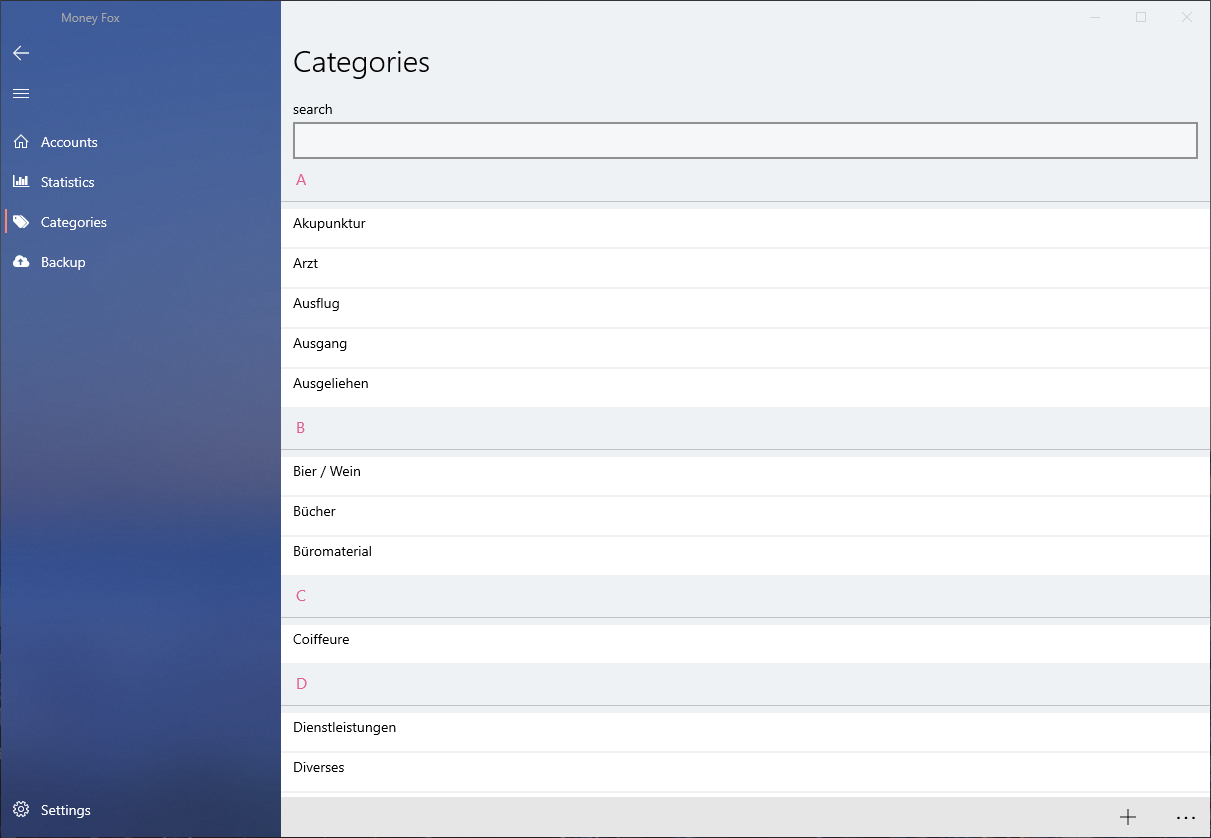 Money Fox
Accounts
Statistics
Categories
Backup
Settings
Categories
search
A
Akupunktur
Arzt
Ausflug
Ausgang
Ausgeliehen
B
Bier / Wein
Bücher
Büromaterial
C
Coiffeure
D
Dienstleistungen
Diverses